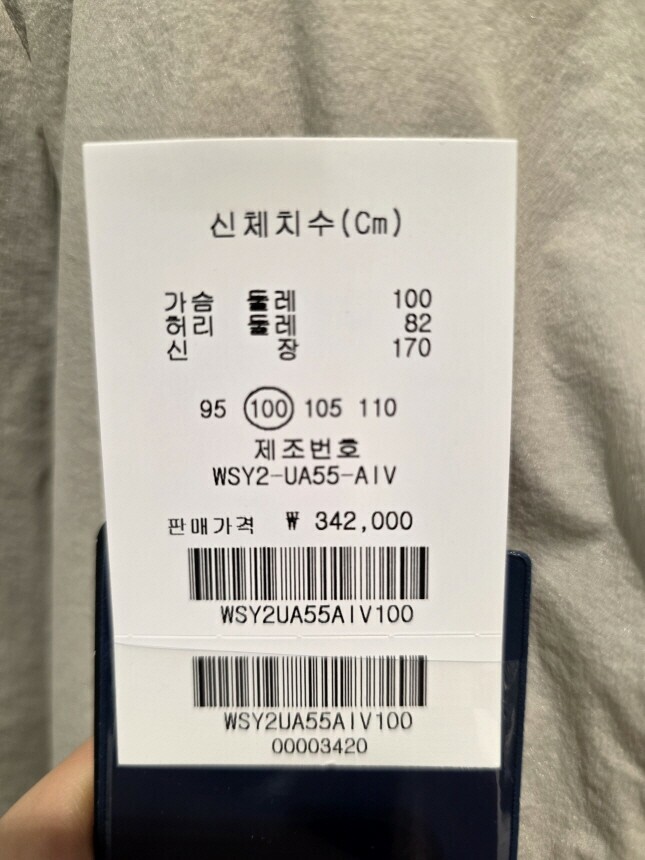 신체치수(Cm)
가슴 둘레 100
허리 둘레 82
신 장 170
95 100 105 110
제조번호
WSY2-UA55-AIV
판매가격 ₩ 342,000
WSY2UA55AIV100
WSY2UA55AIV100
00003420